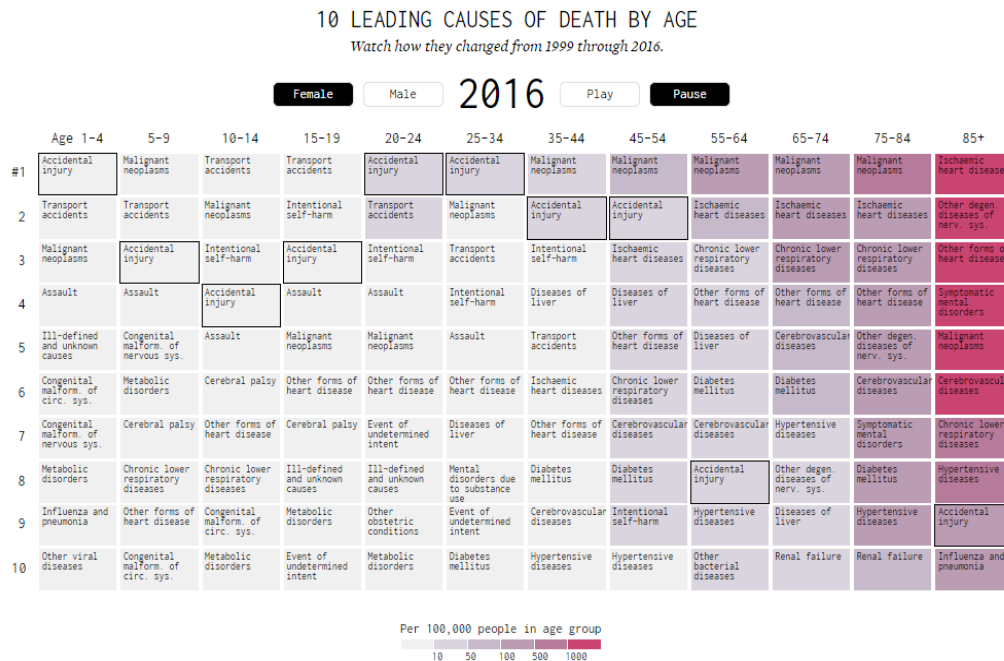 10 LEADING CAUSES OF DEATH BY AGE
Watch how they changed from 1999 through 2016.
Female
Male
2016
Play
Pause
Age 1-4
5-9
10-14
15-19
20-24
25-34
35-44
45-54
55-64
65-74
75-84
85+
#1
Accidental
injury
Malignant
neoplasms
Transport
accidents
Transport
accidents
Accidental
injury
Accidental
injury
Malignant
neoplasms
Malignant
neoplasms
Malignant
neoplasms
Malignant
neoplasms
Malignant
neoplasms
Ischaemic
heart disease
2
Transport
accidents
Transport
accidents
Malignant
neoplasms
Intentional
self-harm
Transport
accidents
Malignant
neoplasms
Accidental
injury
Accidental
injury
Ischaemic
heart diseases
Ischaemic
heart diseases
Ischaemic
heart diseases
Other degen.
diseases of
nerv. sys.
3
Malignant
neoplasms
Accidental
injury
Intentional
self-harm
Accidental
injury
Intentional
self-harm
Transport
accidents
Intentional
self-harm
Ischaemic
heart diseases
Chronic lower
respiratory
diseases
Chronic lower
respiratory
diseases
Chronic lower
respiratory
diseases
Other forms o
heart disease
4
Assault
Assault
Accidental
injury
Assault
Assault
Intentional
self-harm
Diseases of
liver
Diseases of
liver
Other forms of
heart disease
Other forms of
heart disease
Other forms of
heart disease
Symptomatic
mental
disorders
5
Ill-defined
and unknown
causes
Congenital
malform. of
nervous sys.
Assault
Malignant
neoplasms
Malignant
neoplasms
Assault
Transport
accidents
Other forms of
heart disease
Diseases of
liver
Cerebrovascular
diseases
Other degen.
diseases of
nerv. sys.
Malignant
neoplasms
6
Congenital
malform. of
circ. sys.
Metabolic
disorders
Cerebral palsy
Other forms of
heart disease
Other forms of
heart disease
Other forms of
heart disease
Ischaemic
heart diseases
Chronic lower
respiratory
diseases
Diabetes
mellitus
Diabetes
mellitus
Cerebrovascular
diseases
Cerebrovascul
diseases
7
Congenital
malform. of
nervous sys.
Cerebral palsy
Other forms of
heart disease
Cerebral palsy
Event of
undetermined
intent
Diseases of
liver
Other forms of
heart disease
Cerebrovascular
diseases
Cerebrovascular
diseases
Hypertensive
diseases
Symptomatic
mental
disorders
Chronic lower
respiratory
diseases
8
Metabolic
disorders
Chronic lower
respiratory
diseases
Chronic lower
respiratory
diseases
Ill-defined
and unknown
causes
Ill-defined
and unknown
causes
Mental
disorders due
to substance
use
Diabetes
mellitus
Diabetes
mellitus
Accidental
injury
Other degen.
diseases of
nerv. sys.
Diabetes
mellitus
Hypertensive
diseases
9
Influenza and
pneumonia
Other forms of
heart disease
Congenital
malform. of
circ. sys.
Metabolic
disorders
Other
obstetric
conditions
Event of
undetermined
intent
Cerebrovascular
diseases
Intentional
self-harm
Hypertensive
diseases
Diseases of
liver
Hypertensive
diseases
Accidental
injury
10
Other viral
diseases
Congenital
malform. of
circ. sys.
Metabolic
disorders
Event of
undetermined
intent
Metabolic
disorders
Diabetes
mellitus
Hypertensive
diseases
Hypertensive
diseases
Other
bacterial
diseases
Renal failure
Renal failure
Influenza and
pneumonia
Per 100,000 people in age group
10 50 100 500 1000